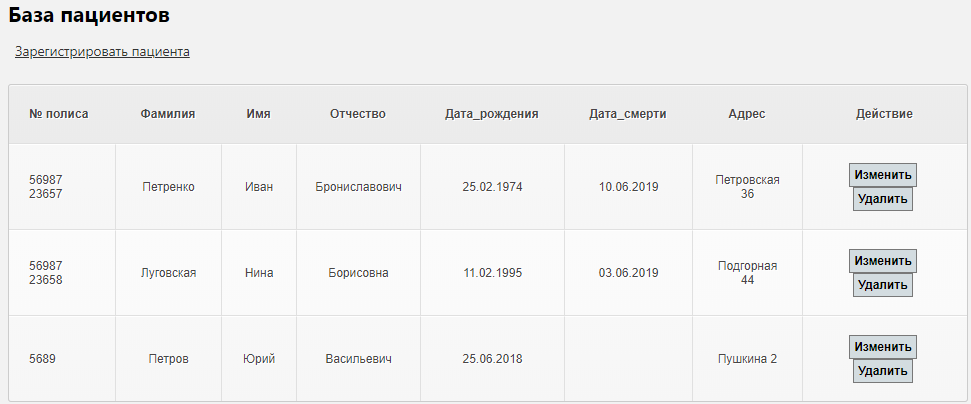 База пациентов
Зарегистрировать пациента
№ полиса Фамилия Имя Отчество Дата_рождения Дата_смерти Адрес Действие
56987
23657 Петренко Иван Брониславович 25.02.1974 10.06.2019 Петровская
36 Изменить
Удалить
56987
23658 Луговская Нина Борисовна 11.02.1995 03.06.2019 Подгорная
44 Изменить
Удалить
5689 Петров Юрий Васильевич 25.06.2018 Пушкина 2 Изменить
Удалить